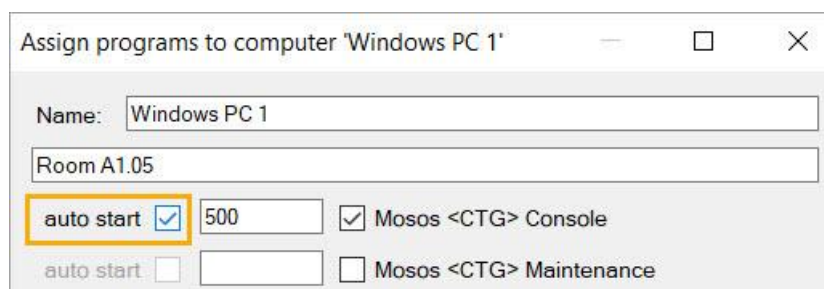 Assign programs to computer 'Windows PC 1'
Name: Windows PC 1
Room A1.05
auto start 500 Mosos <CTG> Console
auto start Mosos <CTG> Maintenance